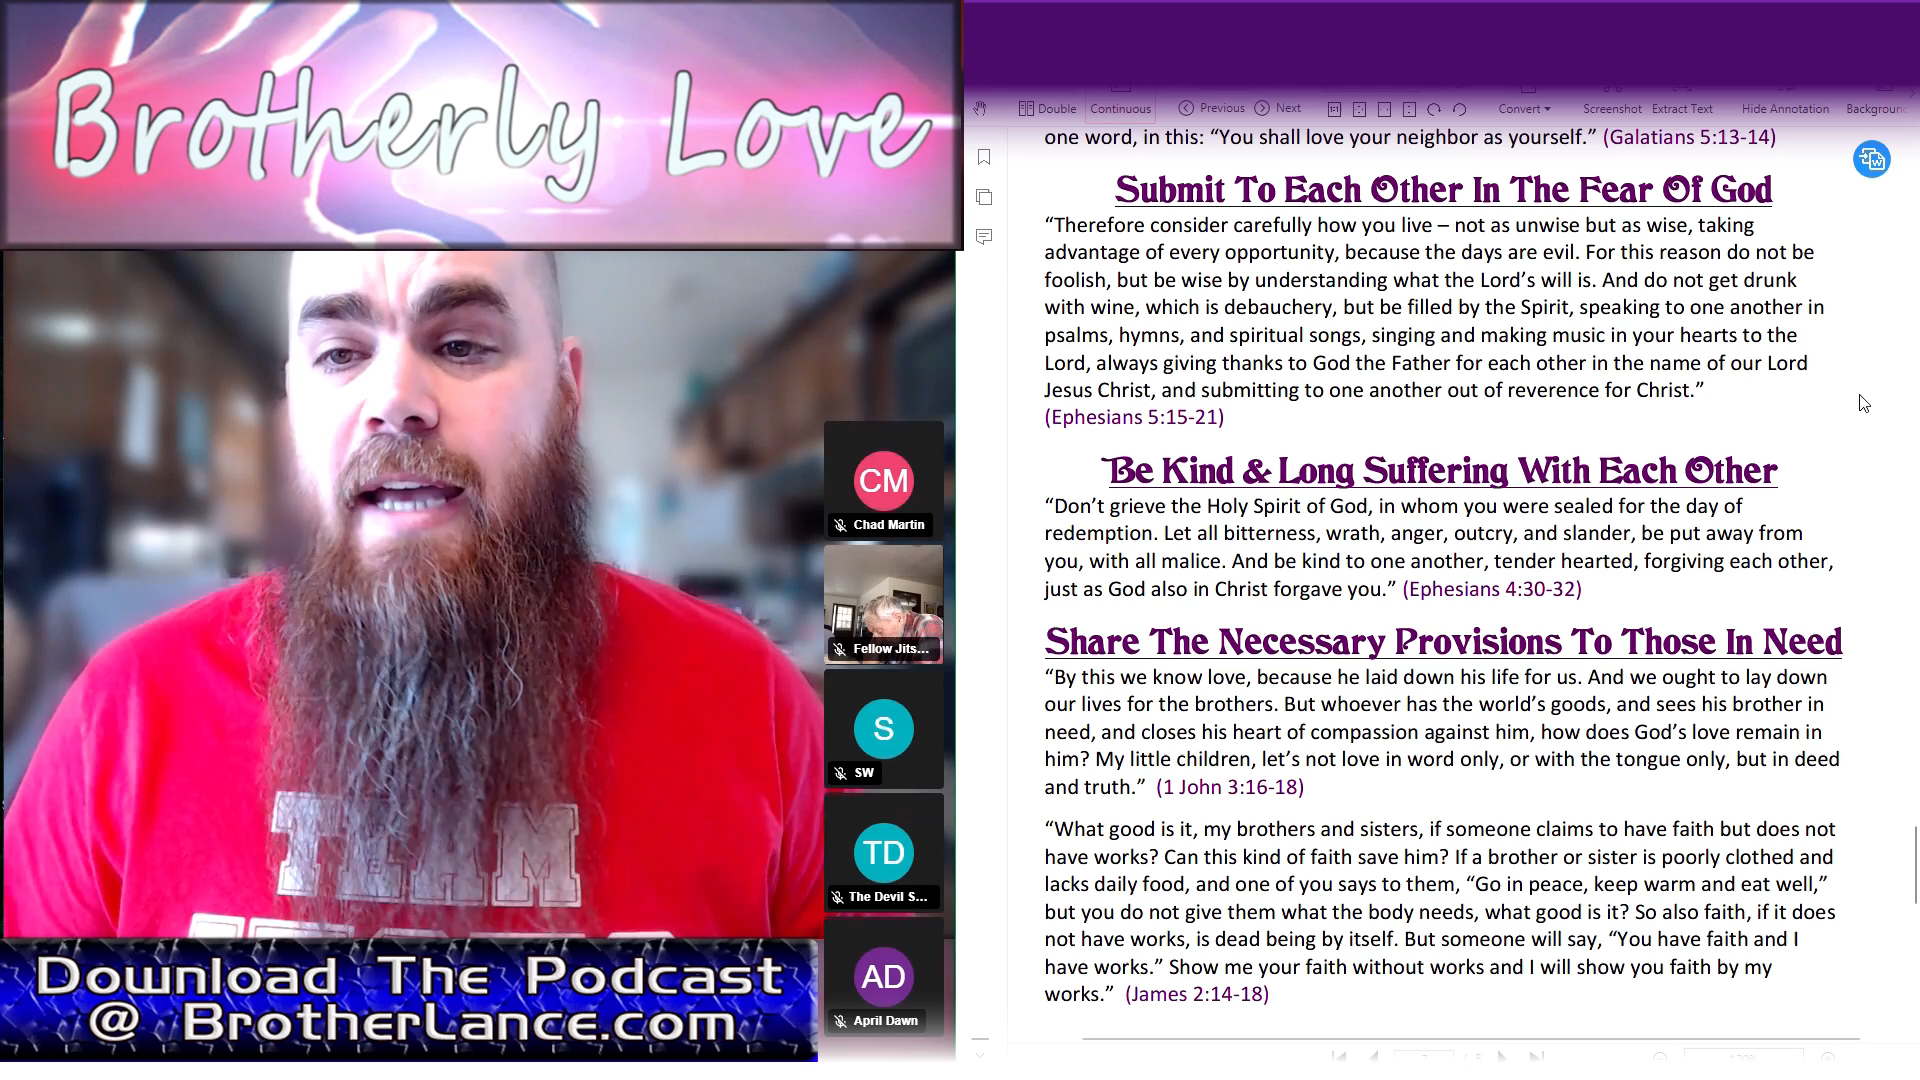 Brotherly Love
Double
Continuous
Previous
Next
Convert
Screenshot
Extract Text
Hide Annotation
Background
one word, in this: “You shall love your neighbor as yourself.” (Galatians 5:13-14)
Submit To Each Other In The Fear Of God
“Therefore consider carefully how you live – not as unwise but as wise, taking
advantage of every opportunity, because the days are evil. For this reason do not be
foolish, but be wise by understanding what the Lord’s will is. And do not get drunk
with wine, which is debauchery, but be filled by the Spirit, speaking to one another in
psalms, hymns, and spiritual songs, singing and making music in your hearts to the
Lord, always giving thanks to God the Father for each other in the name of our Lord
Jesus Christ, and submitting to one another out of reverence for Christ.”
(Ephesians 5:15-21)
Be Kind & Long Suffering With Each Other
“Don’t grieve the Holy Spirit of God, in whom you were sealed for the day of
redemption. Let all bitterness, wrath, anger, outcry, and slander, be put away from
you, with all malice. And be kind to one another, tender hearted, forgiving each other,
just as God also in Christ forgave you.” (Ephesians 4:30-32)
Share The Necessary Provisions To Those In Need
“By this we know love, because he laid down his life for us. And we ought to lay down
our lives for the brothers. But whoever has the world’s goods, and sees his brother in
need, and closes his heart of compassion against him, how does God’s love remain in
him? My little children, let’s not love in word only, or with the tongue only, but in deed
and truth.” (1 John 3:16-18)
“What good is it, my brothers and sisters, if someone claims to have faith but does not
have works? Can this kind of faith save him? If a brother or sister is poorly clothed and
lacks daily food, and one of you says to them, “Go in peace, keep warm and eat well,”
but you do not give them what the body needs, what good is it? So also faith, if it does
not have works, is dead being by itself. But someone will say, “You have faith and I
have works.” Show me your faith without works and I will show you faith by my
works.” (James 2:14-18)
CM
Chad Martin
Fellow Jits...
S
SW
TD
The Devil S...
AD
April Dawn
TEAM
Download The Podcast
@ BrotherLance.com